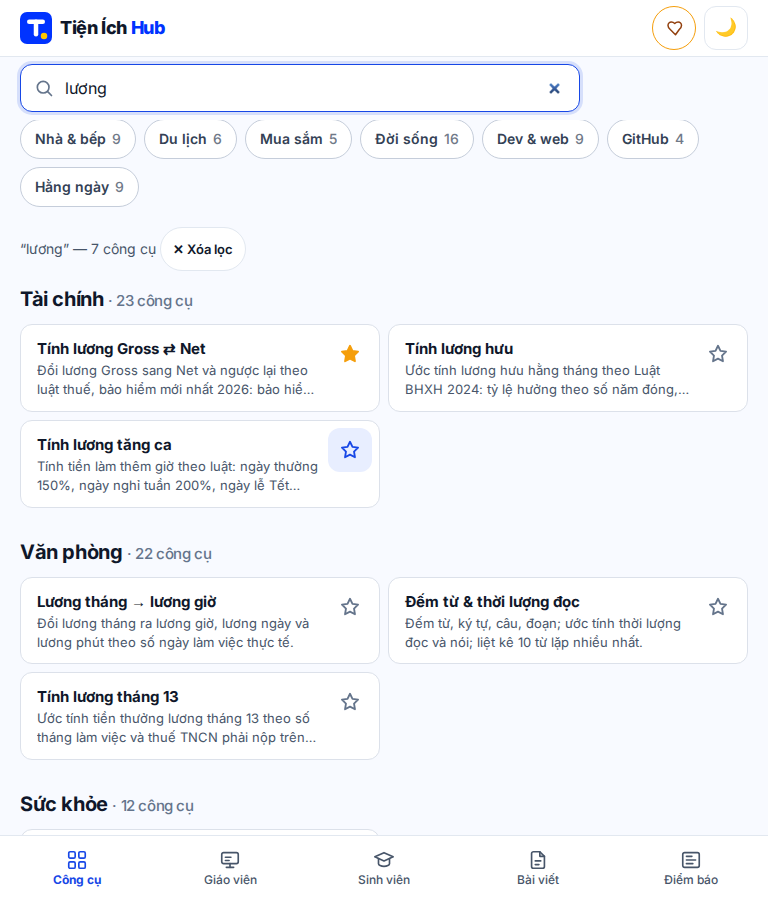 Tiện Ích Hub
lương
Nhà & bếp 9
Du lịch 6
Mua sắm 5
Đời sống 16
Dev & web 9
GitHub 4
Hằng ngày 9
“lương” — 7 công cụ
✕ Xóa lọc
Tài chính · 23 công cụ
Tính lương Gross ⇄ Net
Đổi lương Gross sang Net và ngược lại theo
luật thuế, bảo hiểm mới nhất 2026: bảo hiể...
Tính lương hưu
Ước tính lương hưu hằng tháng theo Luật
BHXH 2024: tỷ lệ hưởng theo số năm đóng,...
Tính lương tăng ca
Tính tiền làm thêm giờ theo luật: ngày thường
150%, ngày nghỉ tuần 200%, ngày lễ Tết...
Văn phòng · 22 công cụ
Lương tháng → lương giờ
Đổi lương tháng ra lương giờ, lương ngày và
lương phút theo số ngày làm việc thực tế.
Đếm từ & thời lượng đọc
Đếm từ, ký tự, câu, đoạn; ước tính thời lượng
đọc và nói; liệt kê 10 từ lặp nhiều nhất.
Tính lương tháng 13
Ước tính tiền thưởng lương tháng 13 theo số
tháng làm việc và thuế TNCN phải nộp trên...
Sức khỏe · 12 công cụ
Công cụ
Giáo viên
Sinh viên
Bài viết
Điểm báo